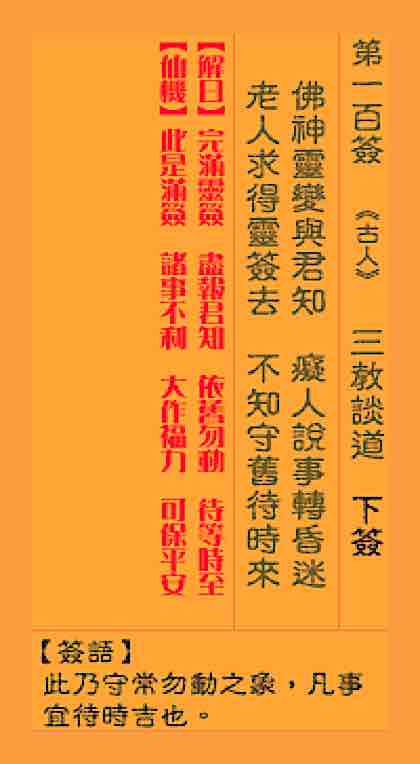 第一百簽 《古人》 三教談道 下簽
佛神靈變與君知 癡人說事轉昏迷
老人求得靈簽去 不知守舊待時來
【解曰】完滿靈簽 盡報君知 依舊勿動 待等時至
【仙機】此是滿簽 諸事不利 大作福力 可保平安
【簽語】
此乃守常勿動之象，凡事
宜待時吉也。